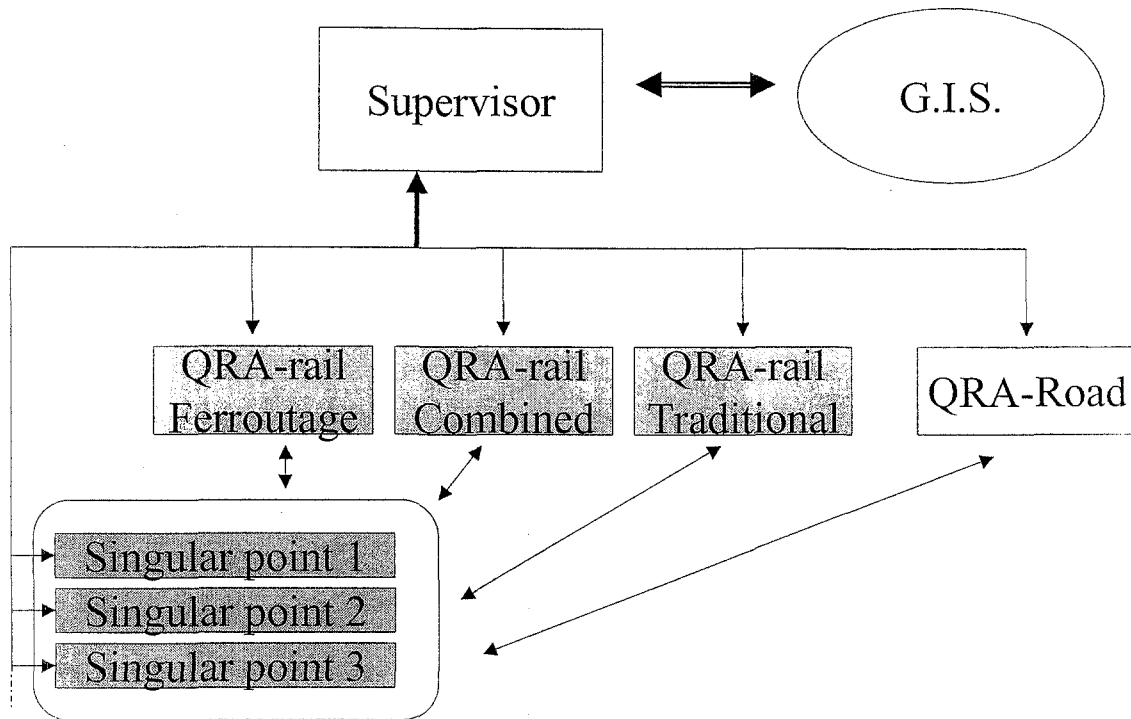 Supervisor
G.I.S.
QRA-rail
Ferroutage
QRA-rail
Combined
QRA-rail
Traditional
QRA-Road
Singular point 1
Singular point 2
Singular point 3